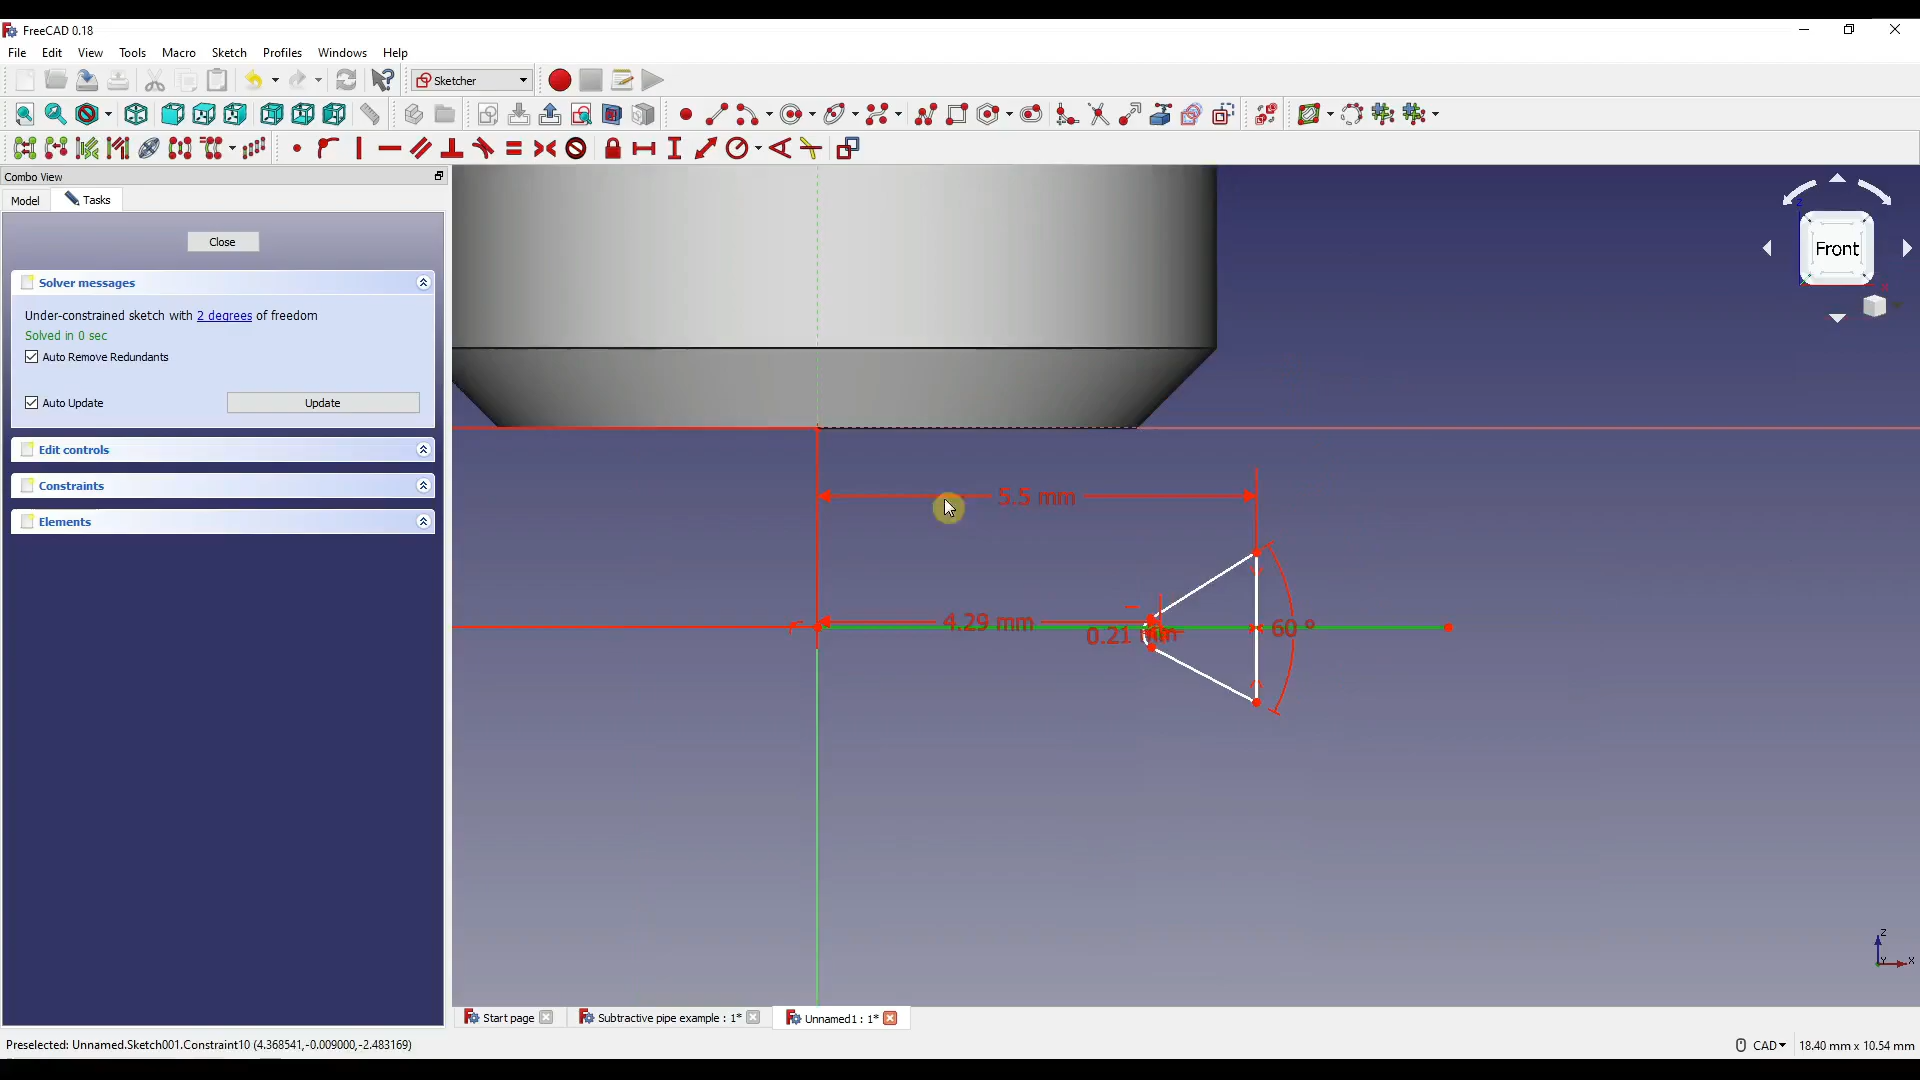 FreeCAD 0.18
File Edit View Tools Macro Sketch Profiles Windows Help
Sketcher
Combo View
Model Tasks
Close
Solver messages
Under-constrained sketch with 2 degrees of freedom
Solved in 0 sec
Auto Remove Redundants
Auto Update Update
Edit controls
Constraints
Elements
Front
z
x
5.5 mm
4.29 mm
0.21 mm
60 °
Z
Y X
Start page Subtractive pipe example : 1* Unnamed1 : 1*
Preselected: Unnamed.Sketch001.Constraint10 (4.368541,-0.009000,-2.483169) CAD 18.40 mm x 10.54 mm